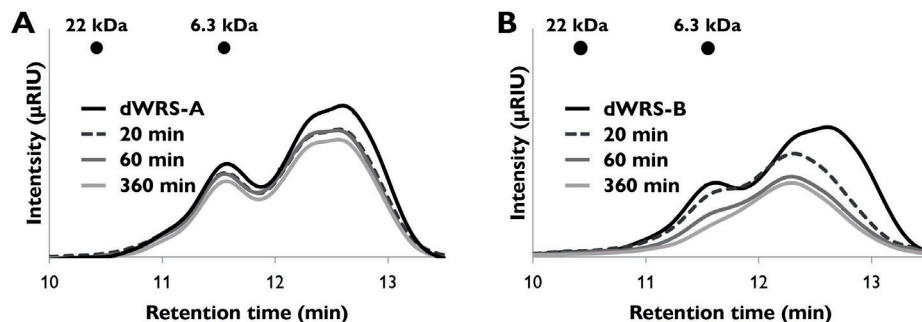 A
22 kDa 6.3 kDa
dWRS-A
20 min
60 min
360 min
Intentsity (µRIU)
10 11 12 13
Retention time (min)
B
22 kDa 6.3 kDa
dWRS-B
20 min
60 min
360 min
Intensity (µRIU)
10 11 12 13
Retention time (min)